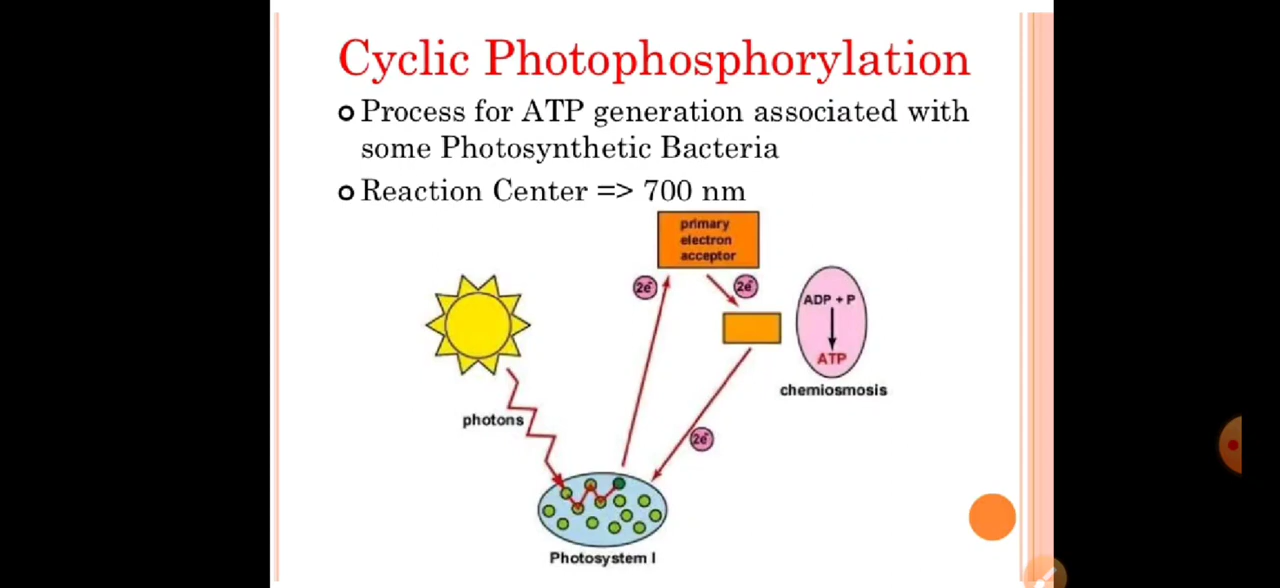 Cyclic Photophosphorylation
Process for ATP generation associated with
some Photosynthetic Bacteria
Reaction Center => 700 nm
primary
electron
acceptor
2e-
2e-
ADP + P
ATP
chemiosmosis
photons
2e-
Photosystem I